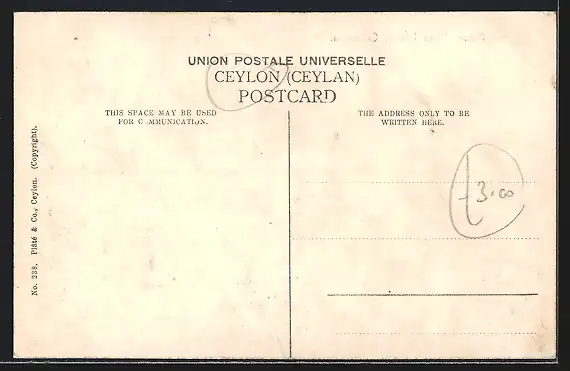 UNION POSTALE UNIVERSELLE
CEYLON (CEYLAN)
POSTCARD
THIS SPACE MAY BE USED
FOR COMMUNICATION.
THE ADDRESS ONLY TO BE
WRITTEN HERE.
£3.00
No. 238. Plâté & Co., Ceylon. (Copyright).